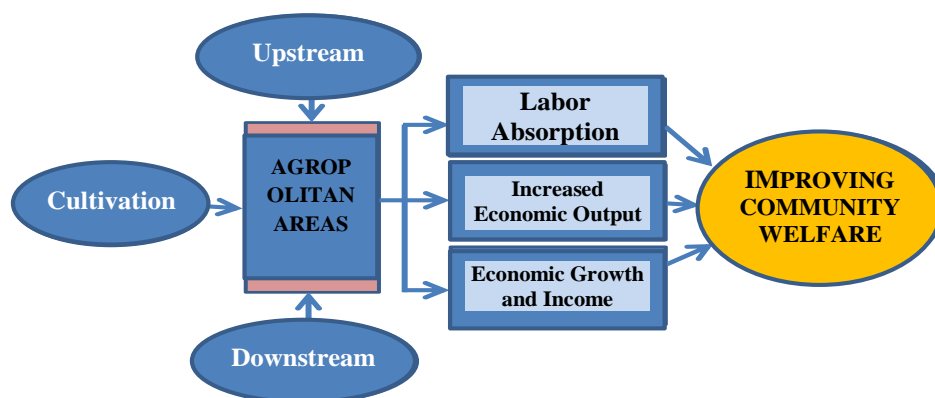 Upstream
Cultivation
AGROP
OLITAN
AREAS
Downstream
Labor
Absorption
Increased
Economic Output
Economic Growth
and Income
IMPROVING
COMMUNITY
WELFARE